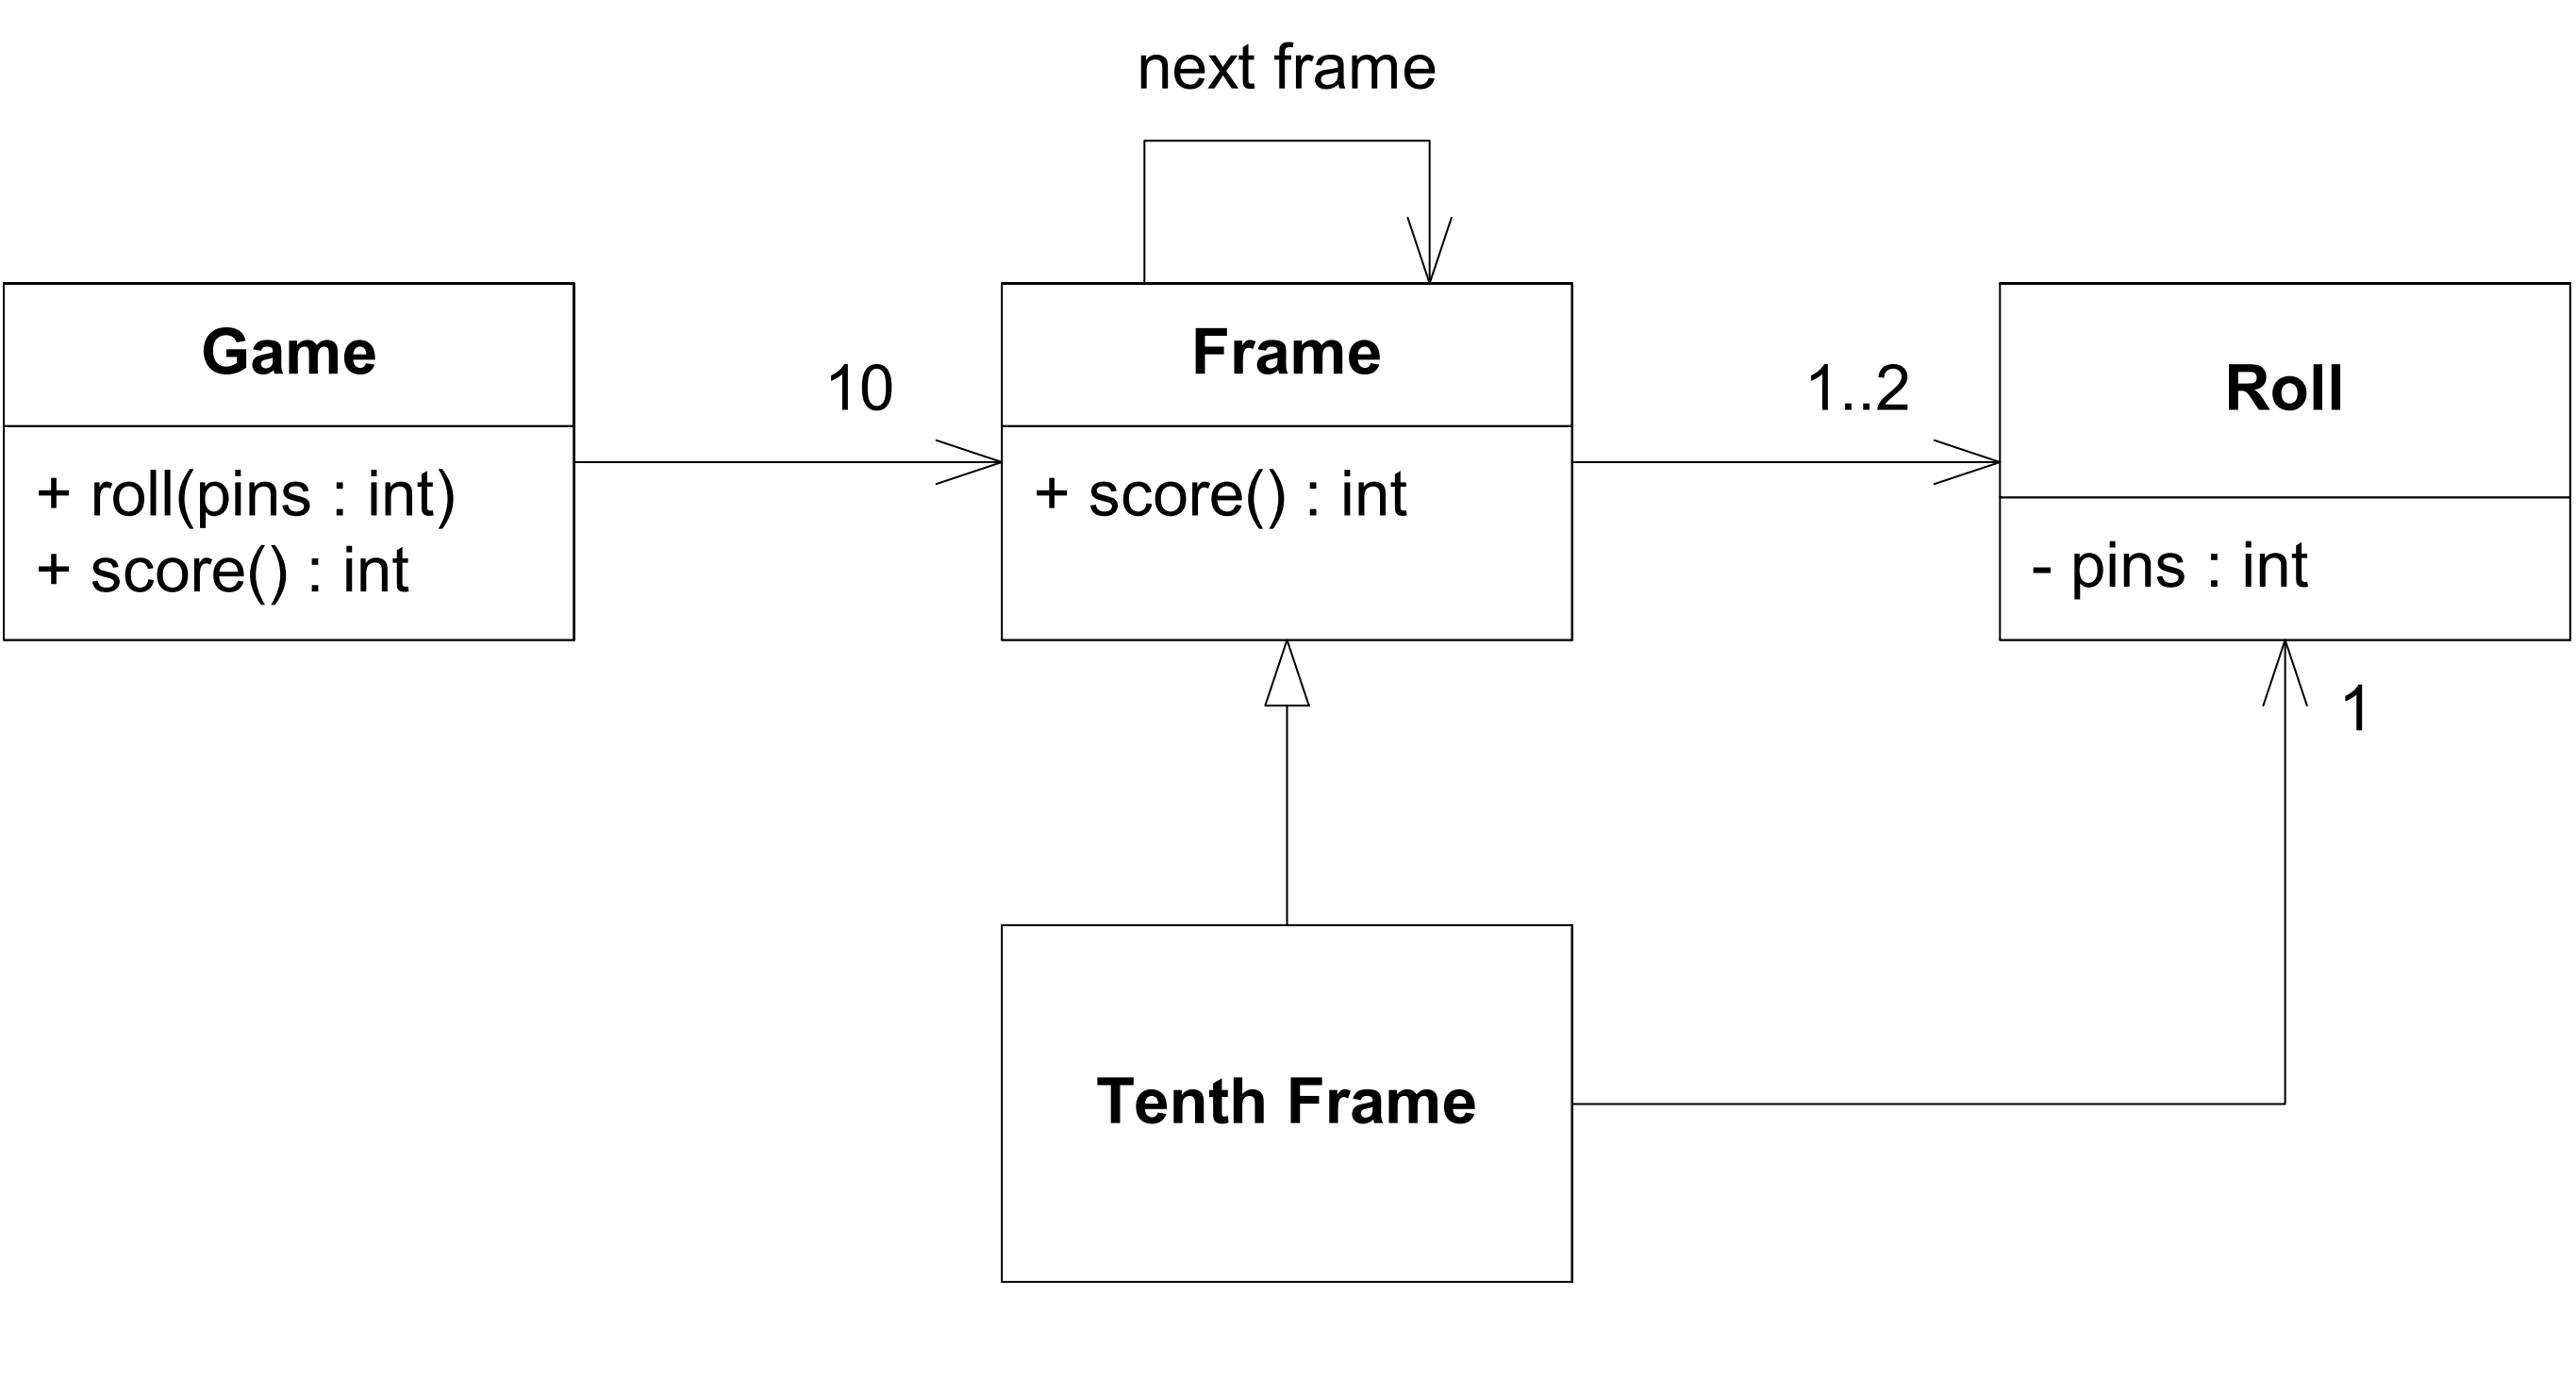 next frame
Game
+ roll(pins : int)
+ score() : int
10
Frame
+ score() : int
1..2
Roll
- pins : int
1
Tenth Frame